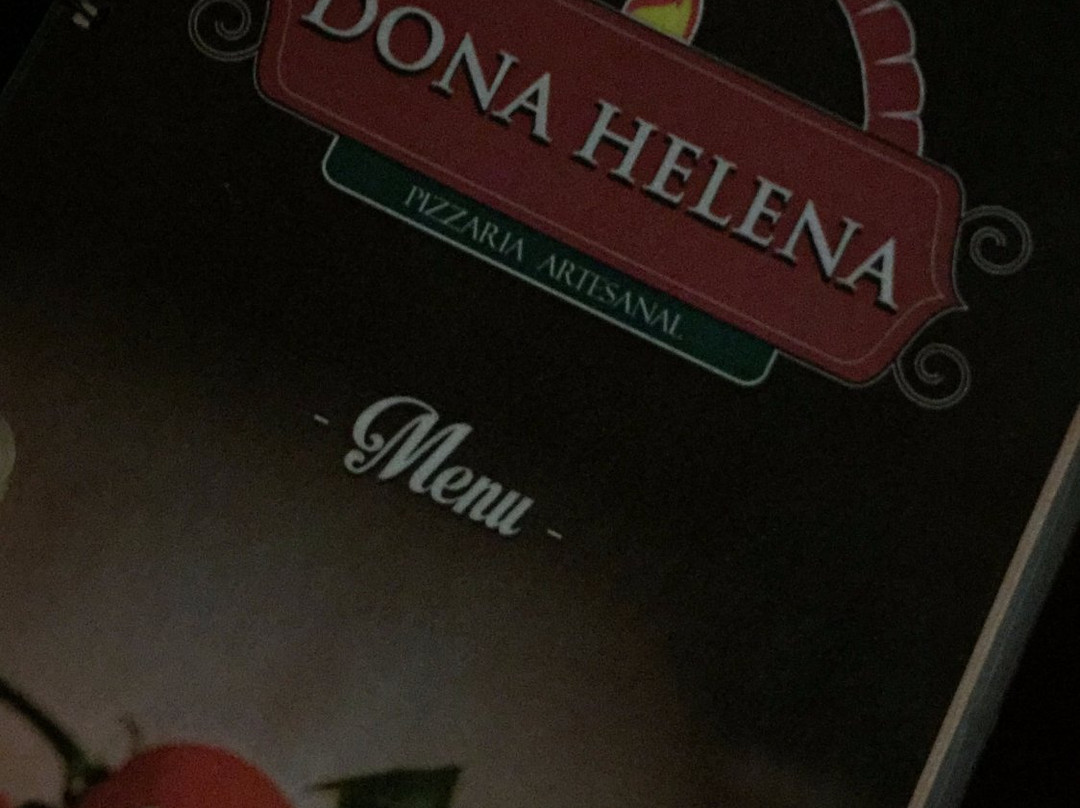 DONA HELENA
PIZZARIA ARTESANAL
- Menu -